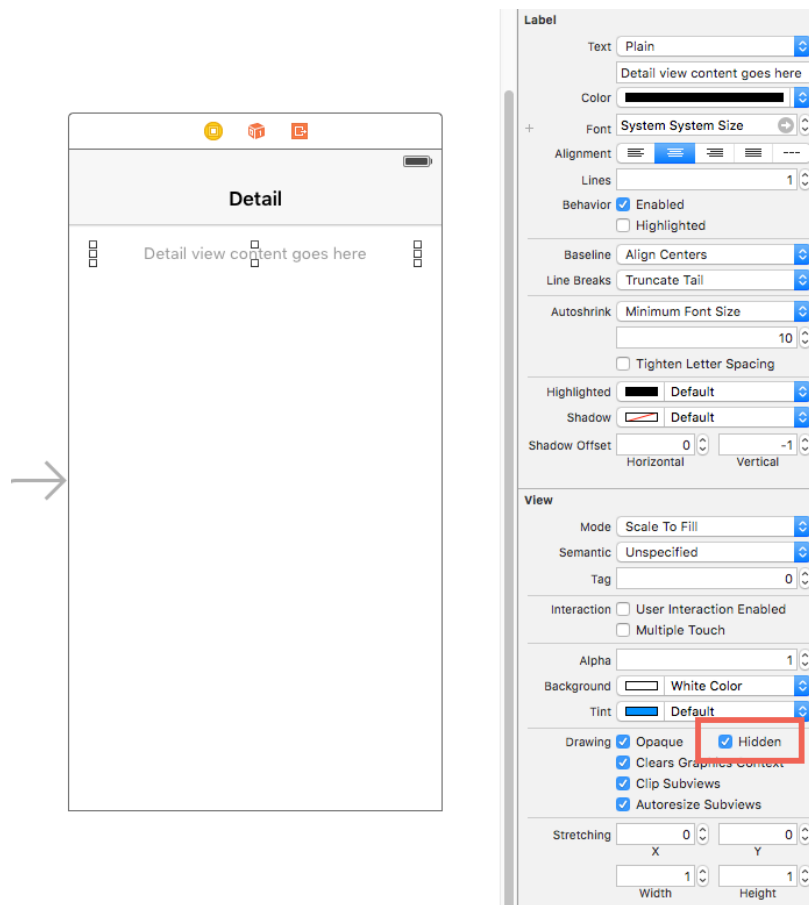 Detail
Detail view content goes here
Label
Text Plain
Detail view content goes here
Color
+ Font System System Size
Alignment ---
Lines 1
Behavior Enabled
Highlighted
Baseline Align Centers
Line Breaks Truncate Tail
Autoshrink Minimum Font Size
10
Tighten Letter Spacing
Highlighted Default
Shadow Default
Shadow Offset 0 -1
Horizontal Vertical
View
Mode Scale To Fill
Semantic Unspecified
Tag 0
Interaction User Interaction Enabled
Multiple Touch
Alpha 1
Background White Color
Tint Default
Drawing Opaque Hidden
Clears Graphics Context
Clip Subviews
Autoresize Subviews
Stretching 0 0
X Y
1 1
Width Height